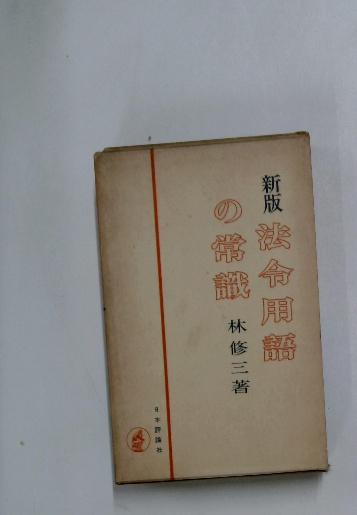 新版 法令用語
の常識
林修三著
日本評論社